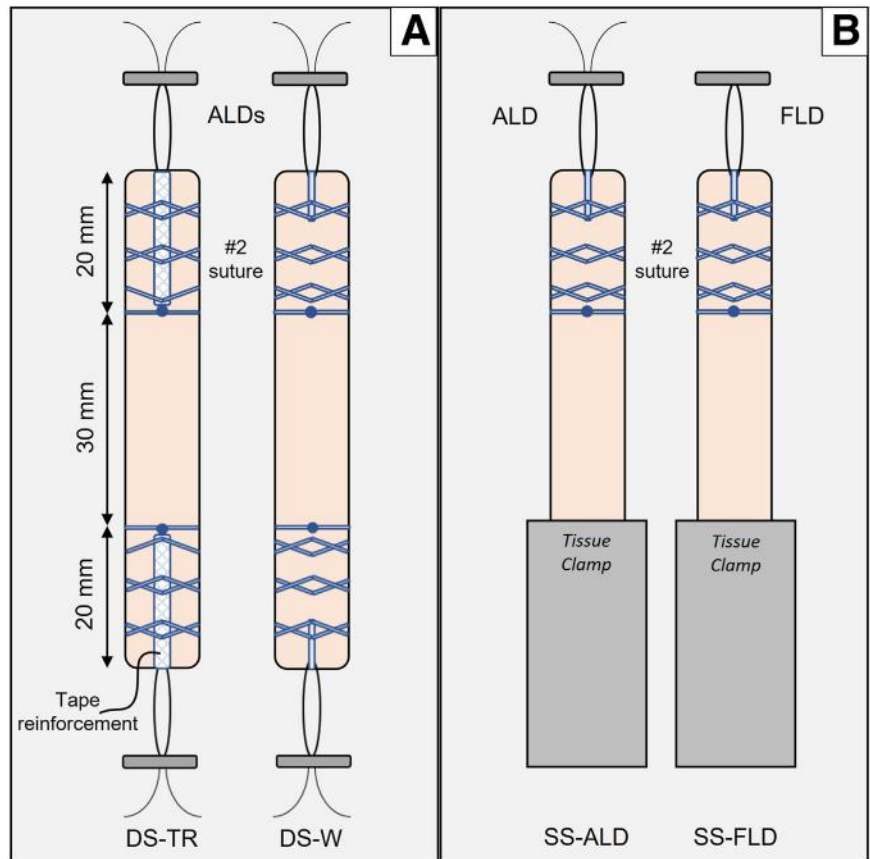 A
ALDs
20 mm
#2
suture
30 mm
20 mm
Tape
reinforcement
DS-TR
DS-W
B
ALD
FLD
#2
suture
Tissue
Clamp
Tissue
Clamp
SS-ALD
SS-FLD